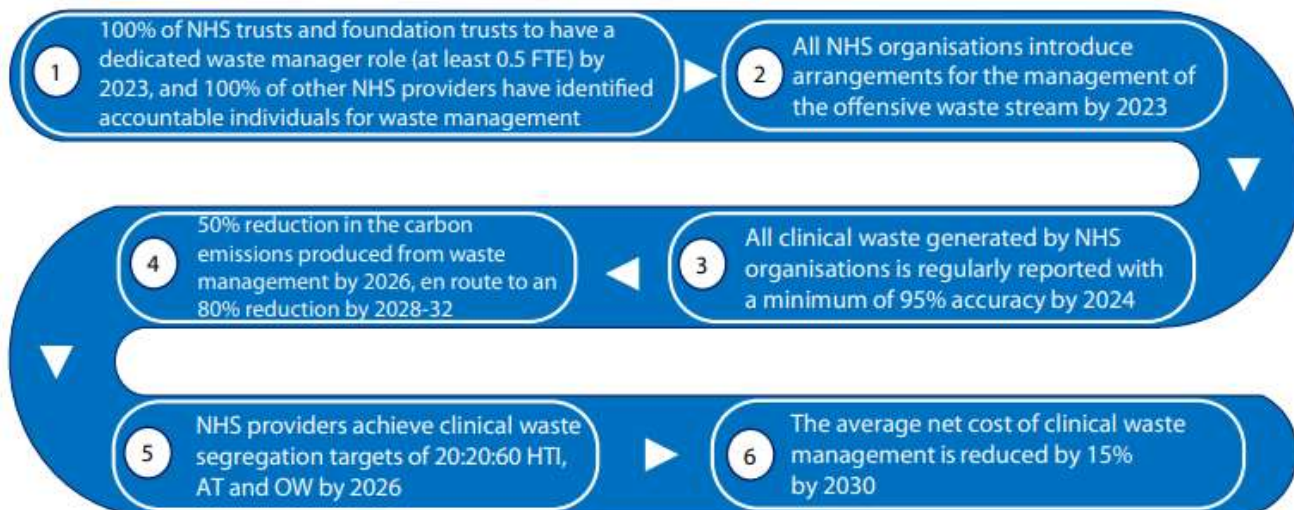 1
100% of NHS trusts and foundation trusts to have a
dedicated waste manager role (at least 0.5 FTE) by
2023, and 100% of other NHS providers have identified
accountable individuals for waste management
2
All NHS organisations introduce
arrangements for the management of
the offensive waste stream by 2023
3
All clinical waste generated by NHS
organisations is regularly reported with
a minimum of 95% accuracy by 2024
4
50% reduction in the carbon
emissions produced from waste
management by 2026, en route to an
80% reduction by 2028-32
5
NHS providers achieve clinical waste
segregation targets of 20:20:60 HTI,
AT and OW by 2026
6
The average net cost of clinical waste
management is reduced by 15%
by 2030